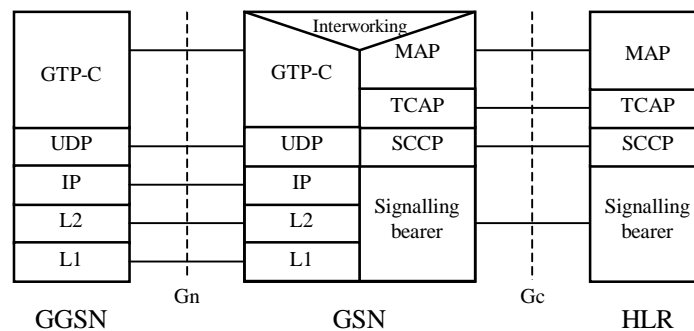 Interworking
GTP-C
GTP-C
MAP
MAP
TCAP
TCAP
UDP
UDP
SCCP
SCCP
IP
IP
L2
L2
Signalling
bearer
Signalling
bearer
L1
L1
Gn
Gc
GGSN
GSN
HLR